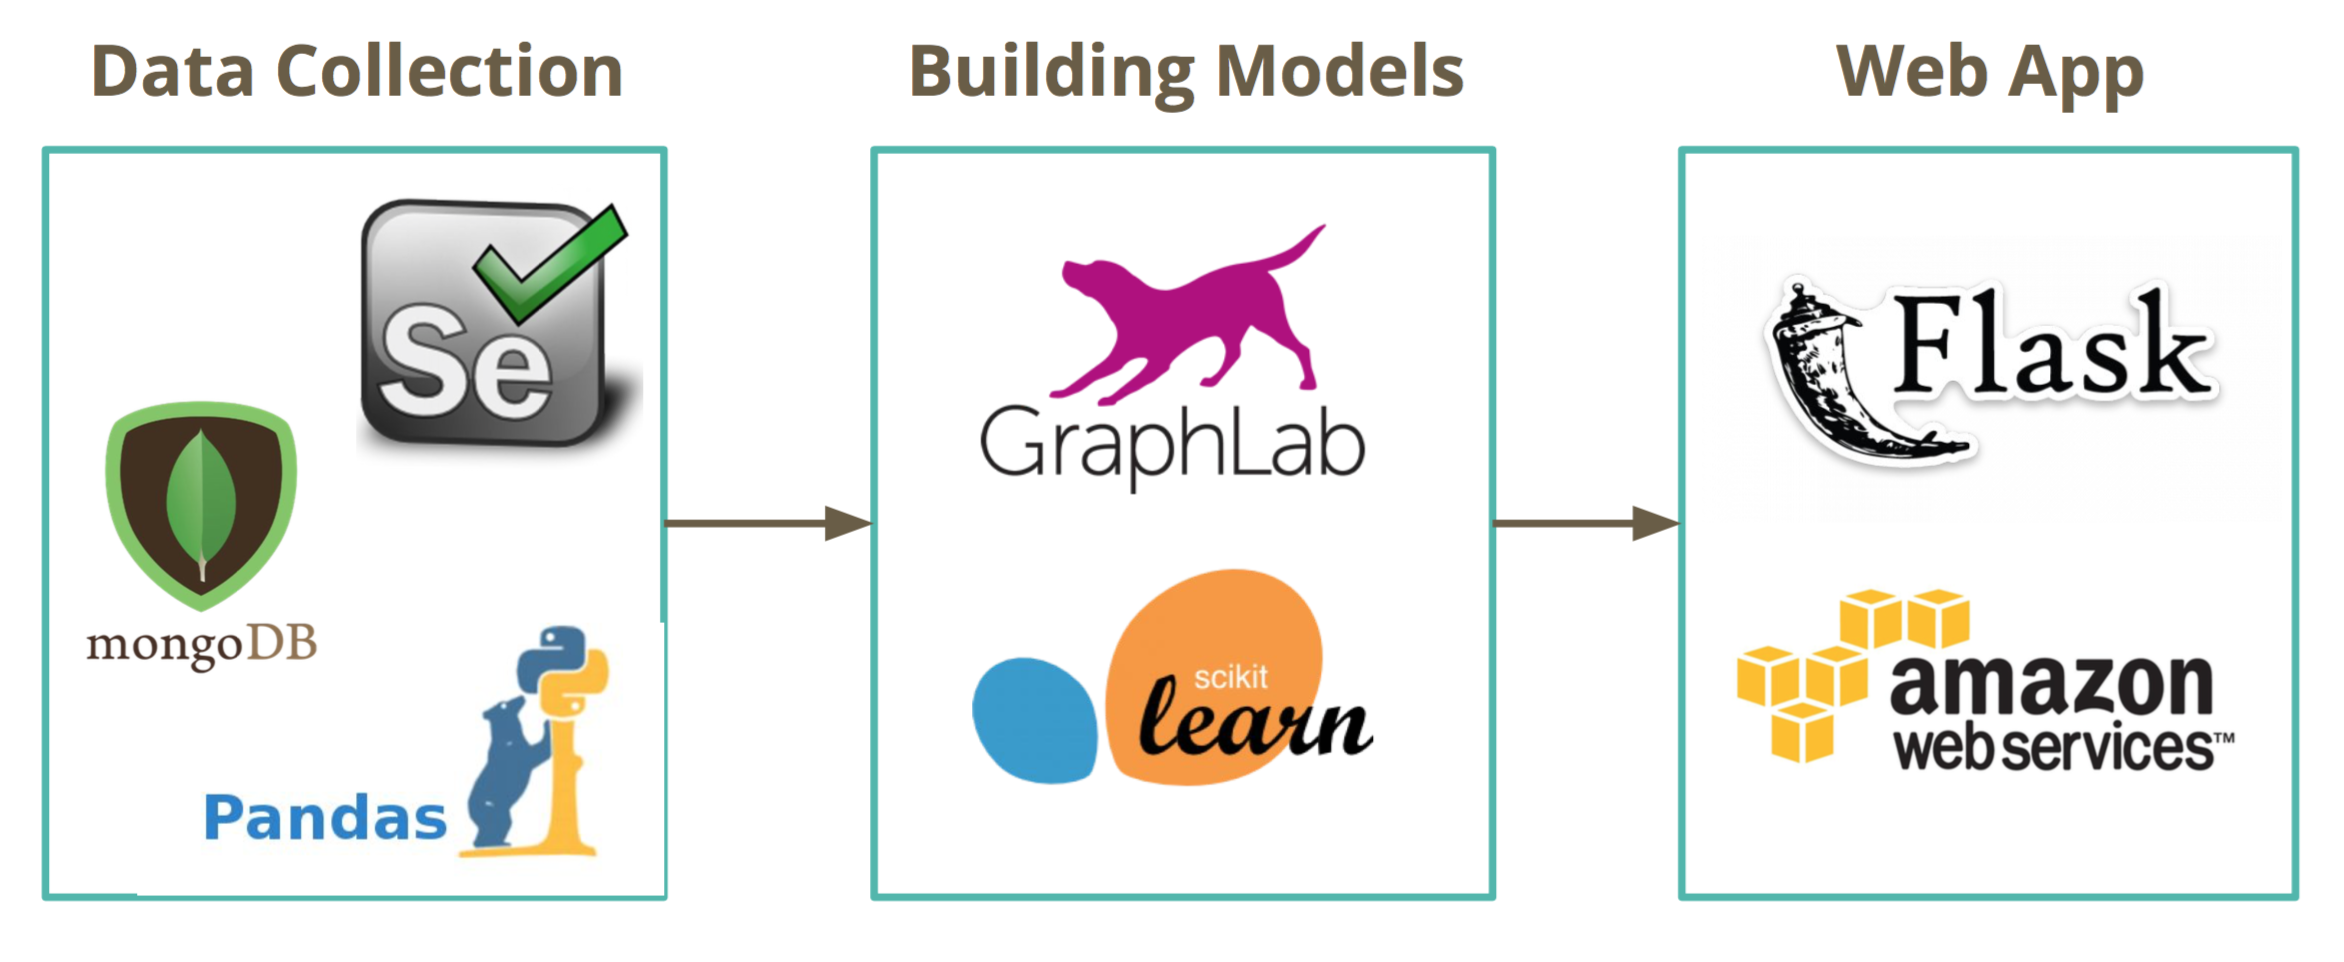 Data Collection
Building Models
Web App
Se
mongoDB
Pandas
GraphLab
scikit
learn
Flask
amazon
web services™